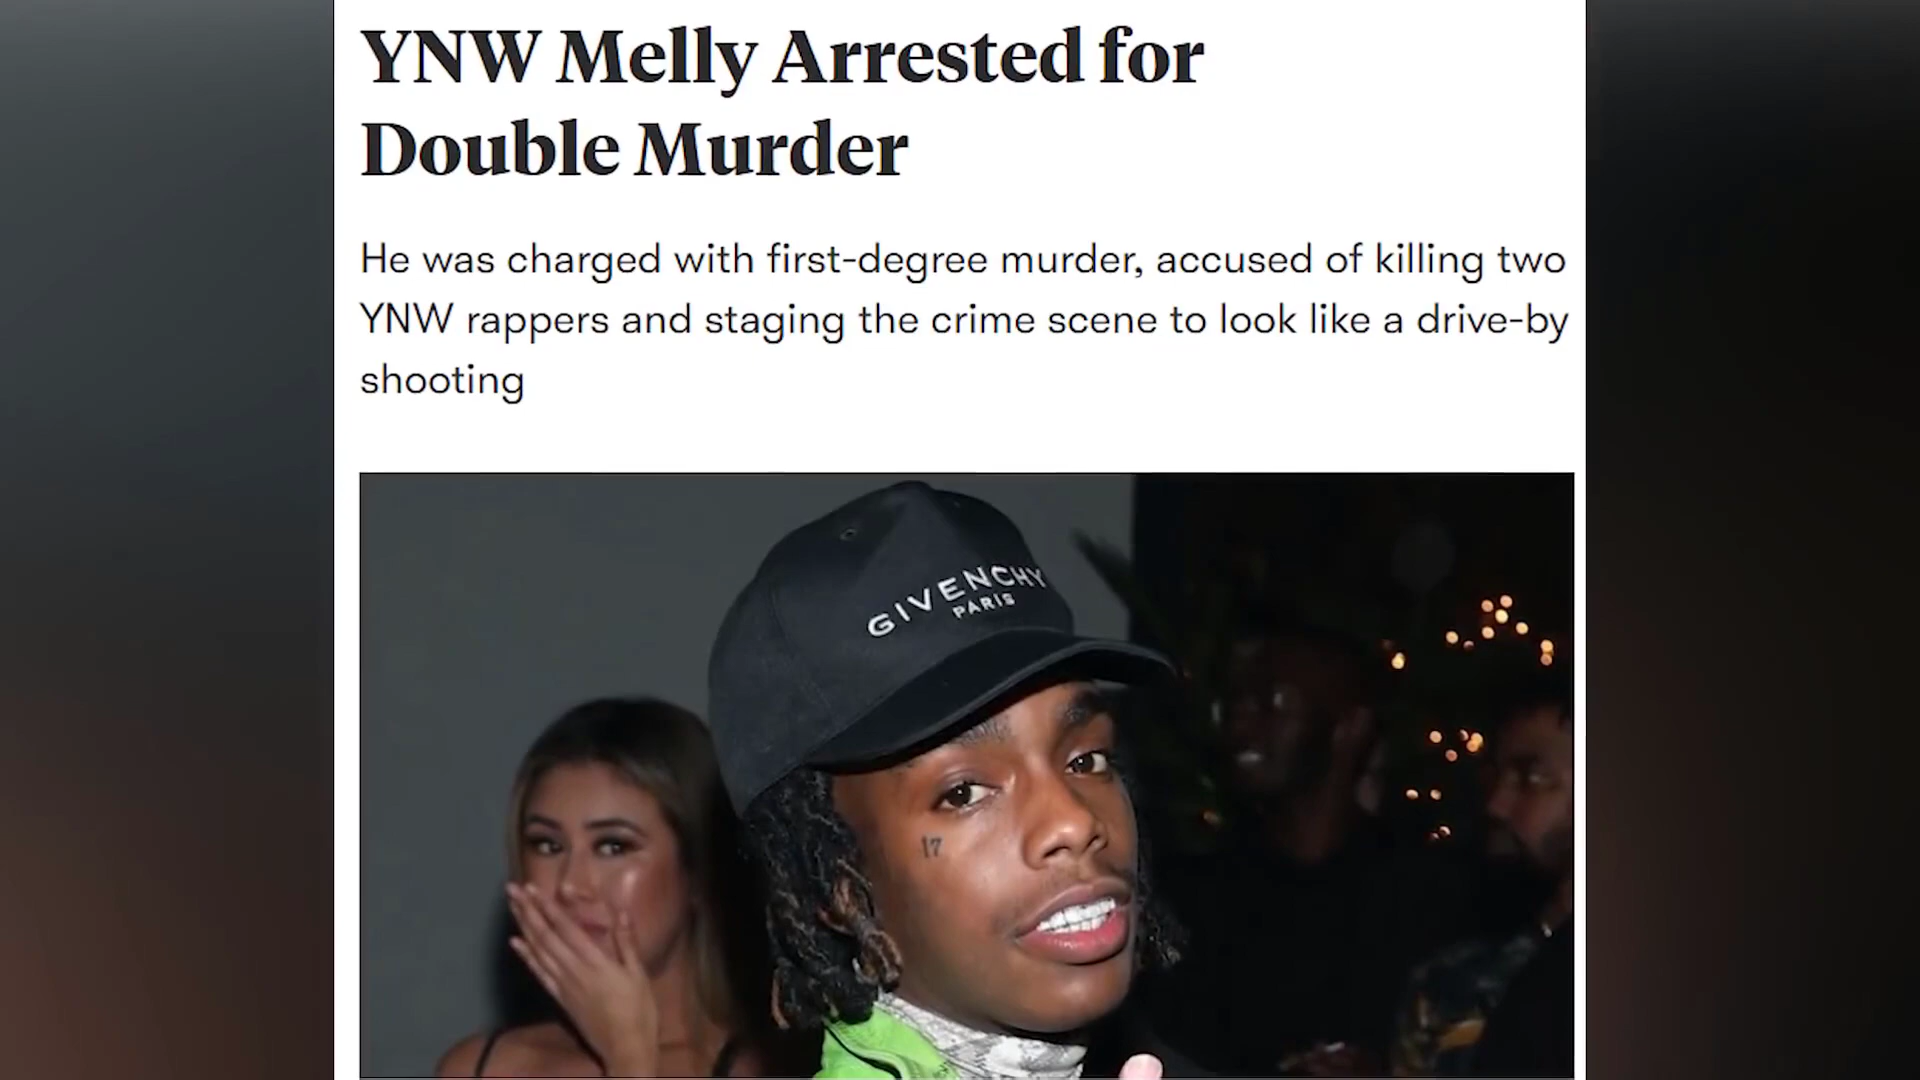 YNW Melly Arrested for
Double Murder
He was charged with first-degree murder, accused of killing two
YNW rappers and staging the crime scene to look like a drive-by
shooting
GIVENCHY
PARIS
17